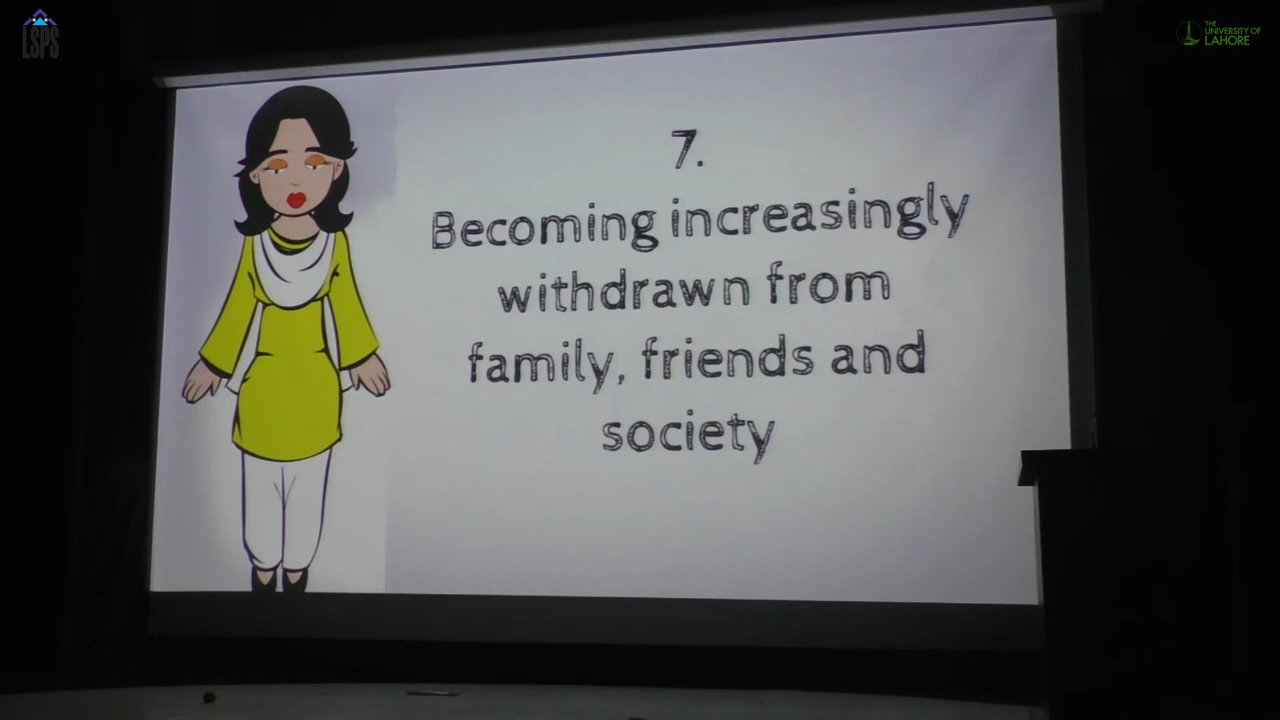 LSPS
THE
UNIVERSITY OF
LAHORE
7.
Becoming increasingly
withdrawn from
family, friends and
society